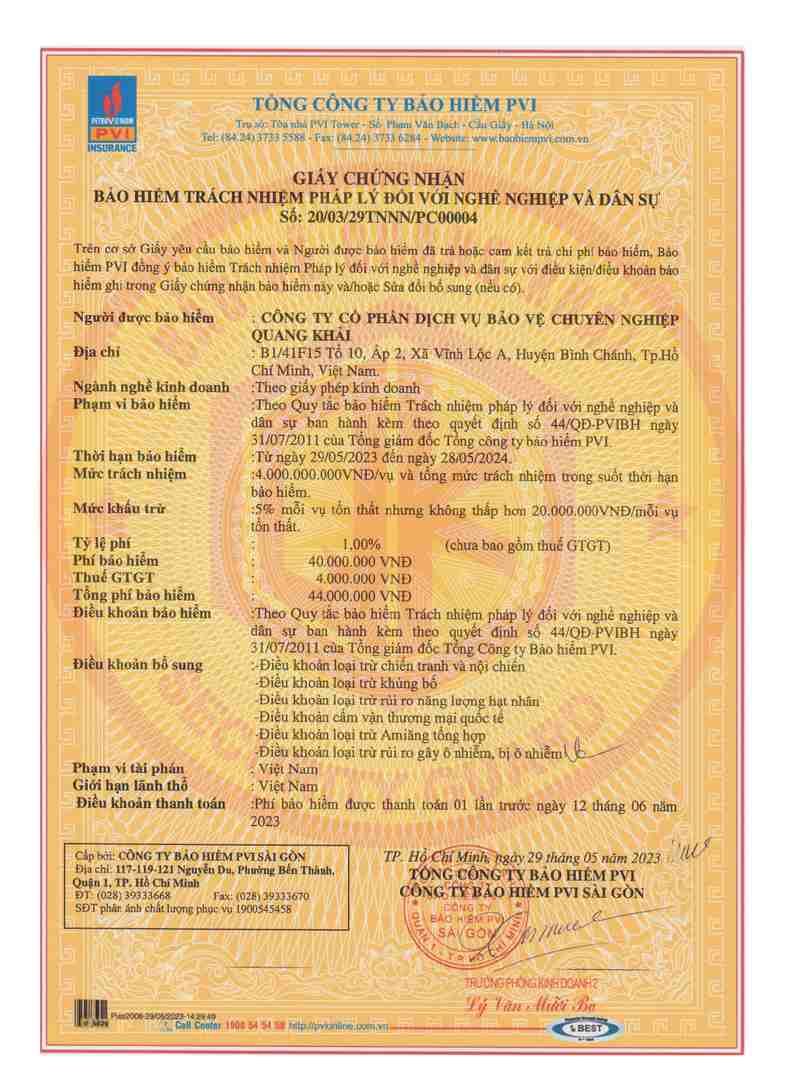 PETROVIETNAM
PVI
INSURANCE
TỔNG CÔNG TY BẢO HIỂM PVI
Trụ sở: Tòa nhà PVI Tower - Số Phạm Văn Bạch - Cầu Giấy - Hà Nội
Tel: (84.24) 3733 5588 - Fax: (84.24) 3733 6284 - Website: www.baohiempvi.com.vn
GIẤY CHỨNG NHẬN
BẢO HIỂM TRÁCH NHIỆM PHÁP LÝ ĐỐI VỚI NGHỀ NGHIỆP VÀ DÂN SỰ
Số: 20/03/29TNNN/PC00004
Trên cơ sở Giấy yêu cầu bảo hiểm và Người được bảo hiểm đã trả hoặc cam kết trả chi phí bảo hiểm, Bảo
hiểm PVI đồng ý bảo hiểm Trách nhiệm Pháp lý đối với nghề nghiệp và dân sự với điều kiện/điều khoản bảo
hiểm ghi trong Giấy chứng nhận bảo hiểm này và/hoặc Sửa đổi bổ sung (nếu có).
Người được bảo hiểm : CÔNG TY CỔ PHẦN DỊCH VỤ BẢO VỆ CHUYÊN NGHIỆP
QUANG KHẢI
Địa chỉ : B1/41F15 Tổ 10, Ấp 2, Xã Vĩnh Lộc A, Huyện Bình Chánh, Tp.Hồ
Chí Minh, Việt Nam.
Ngành nghề kinh doanh :Theo giấy phép kinh doanh
Phạm vi bảo hiểm :Theo Quy tắc bảo hiểm Trách nhiệm pháp lý đối với nghề nghiệp và
dân sự ban hành kèm theo quyết định số 44/QĐ-PVIBH ngày
31/07/2011 của Tổng giám đốc Tổng công ty bảo hiểm PVI.
Thời hạn bảo hiểm :Từ ngày 29/05/2023 đến ngày 28/05/2024.
Mức trách nhiệm :4.000.000.000VNĐ/vụ và tổng mức trách nhiệm trong suốt thời hạn
bảo hiểm.
Mức khấu trừ :5% mỗi vụ tổn thất nhưng không thấp hơn 20.000.000VNĐ/mỗi vụ
tổn thất.
Tỷ lệ phí : 1,00% (chưa bao gồm thuế GTGT)
Phí bảo hiểm : 40.000.000 VNĐ
Thuế GTGT : 4.000.000 VNĐ
Tổng phí bảo hiểm : 44.000.000 VNĐ
Điều khoản bảo hiểm :Theo Quy tắc bảo hiểm Trách nhiệm pháp lý đối với nghề nghiệp và
dân sự ban hành kèm theo quyết định số 44/QĐ-PVIBH ngày
31/07/2011 của Tổng giám đốc Tổng Công ty Bảo hiểm PVI.
Điều khoản bổ sung :-Điều khoản loại trừ chiến tranh và nội chiến
-Điều khoản loại trừ khủng bố
-Điều khoản loại trừ rủi ro năng lượng hạt nhân
-Điều khoản cấm vận thương mại quốc tế
-Điều khoản loại trừ Amiăng tổng hợp
-Điều khoản loại trừ rủi ro gây ô nhiễm, bị ô nhiễm
Phạm vi tài phán : Việt Nam
Giới hạn lãnh thổ : Việt Nam
Điều khoản thanh toán :Phí bảo hiểm được thanh toán 01 lần trước ngày 12 tháng 06 năm
2023
Cấp bởi: CÔNG TY BẢO HIỂM PVI SÀI GÒN
Địa chỉ: 117-119-121 Nguyễn Du, Phường Bến Thành,
Quận 1, TP. Hồ Chí Minh
ĐT: (028) 39333668 Fax: (028) 39333670
SĐT phản ánh chất lượng phục vụ 1900545458
TP. Hồ Chí Minh, ngày 29 tháng 05 năm 2023
TỔNG CÔNG TY BẢO HIỂM PVI
CÔNG TY BẢO HIỂM PVI SÀI GÒN
CÔNG TY
BẢO HIỂM PVI
SÀI GÒN
QUẬN 1 - T.P HỒ CHÍ MINH
TRƯỞNG PHÒNG KINH DOANH 2
Lý Văn Mười Ba
Pias2006-29/05/2023-14:29:49
Call Center 1900 54 54 58 http://pvionline.com.vn
BEST